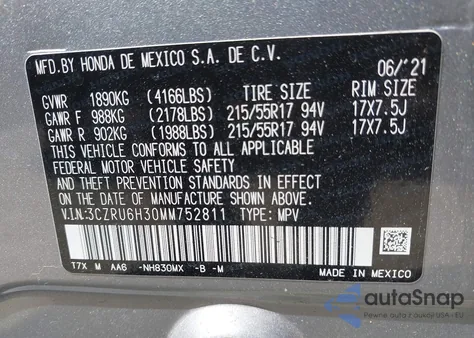 MFD.BY HONDA DE MEXICO S.A. DE C.V. 06/'21
GVWR 1890KG (4166LBS) TIRE SIZE RIM SIZE
GAWR F 988KG (2178LBS) 215/55R17 94V 17X7.5J
GAWR R 902KG (1988LBS) 215/55R17 94V 17X7.5J
THIS VEHICLE CONFORMS TO ALL APPLICABLE
FEDERAL MOTOR VEHICLE SAFETY
STANDARDS IN EFFECT ON THE
DATE OF MANUFACTURE SHOWN ABOVE.
V.I.N:3CZRU6H30MM752811 TYPE: MPV
T7X M AA6 -NH830MX -B -M MADE IN MEXICO
autoSnap
Pewne auta z USA